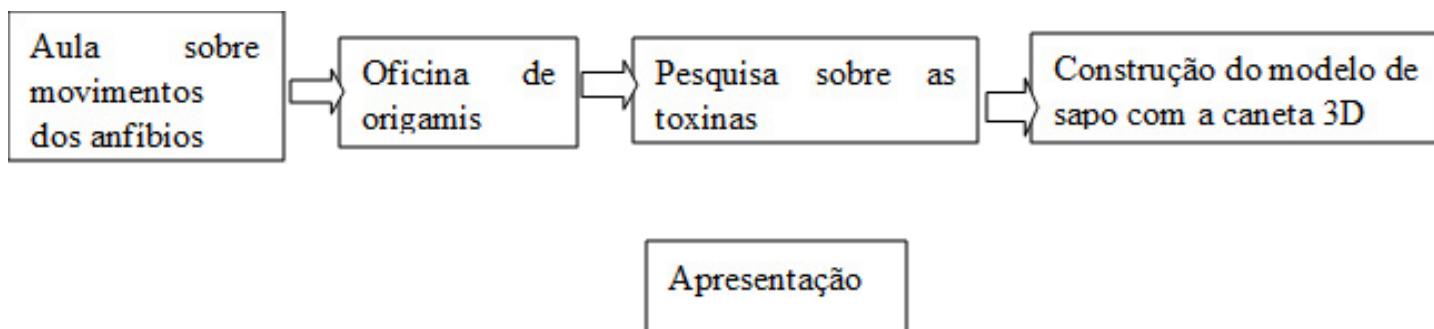 Aula sobre
movimentos
dos anfíbios
Oficina de
origamis
Pesquisa sobre as
toxinas
Construção do modelo de
sapo com a caneta 3D
Apresentação